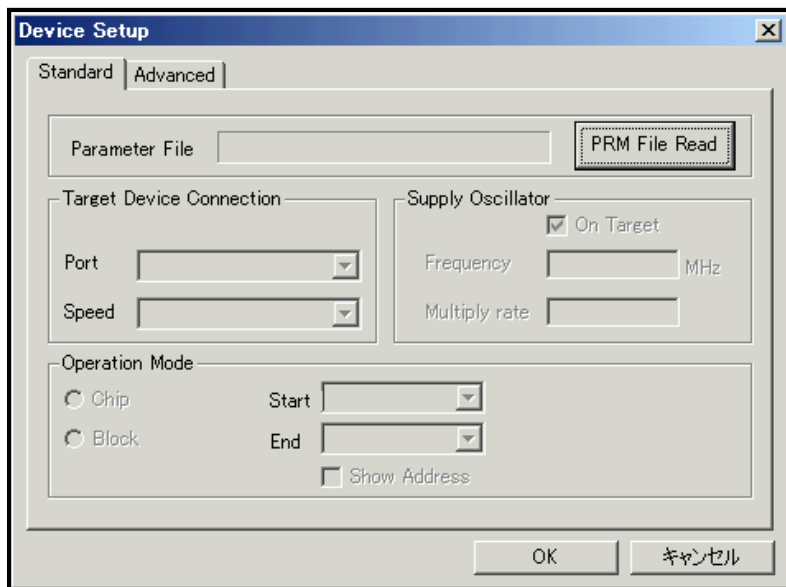 Device Setup
Standard
Advanced
Parameter File
PRM File Read
Target Device Connection
Port
Speed
Supply Oscillator
On Target
Frequency
MHz
Multiply rate
Operation Mode
Chip
Start
Block
End
Show Address
OK
キャンセル